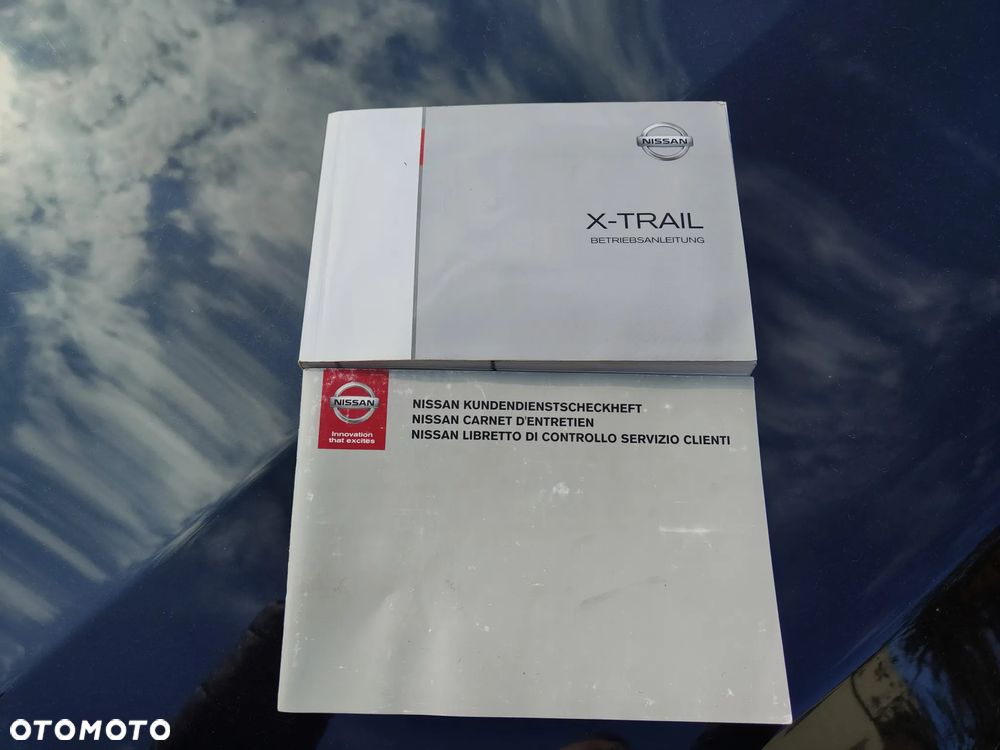 NISSAN
X-TRAIL
BETRIEBSANLEITUNG
NISSAN
Innovation
that excites
NISSAN KUNDENDIENSTSCHECKHEFT
NISSAN CARNET D'ENTRETIEN
NISSAN LIBRETTO DI CONTROLLO SERVIZIO CLIENTI
OTOMOTO